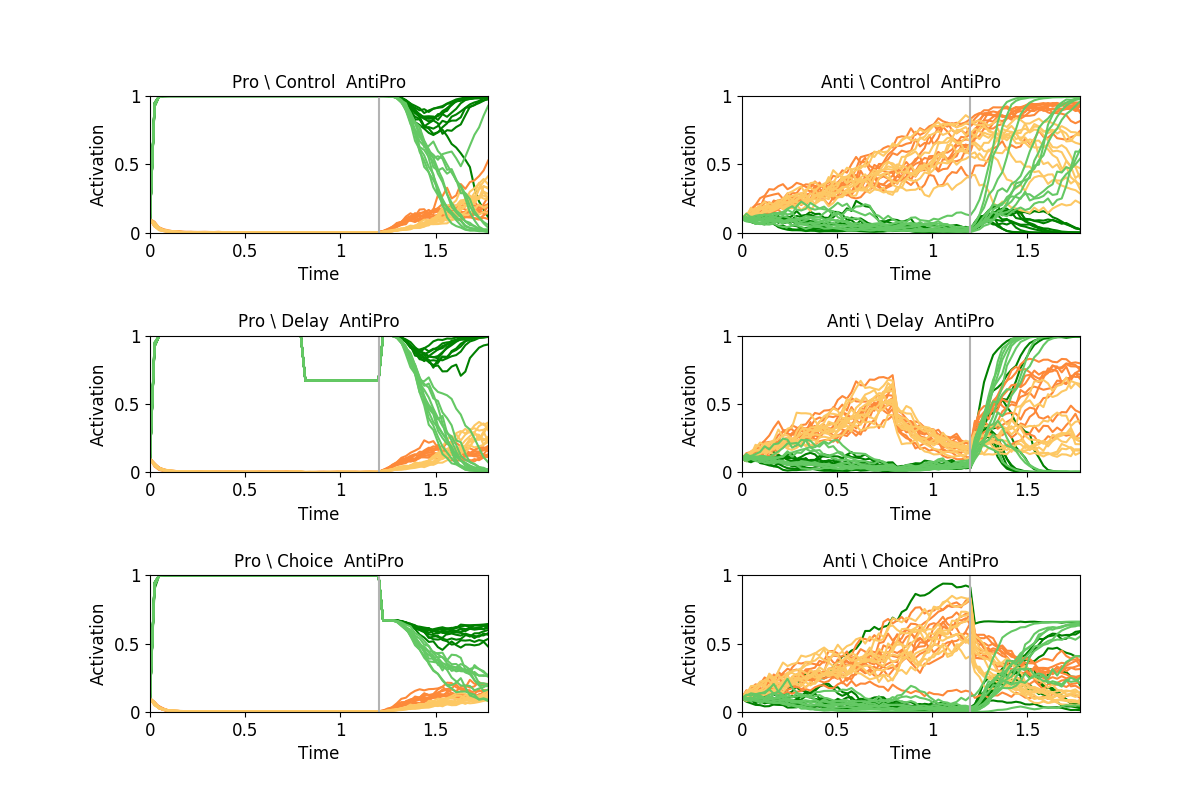 Pro \ Control  AntiPro
Anti \ Control  AntiPro
1
0.5
0
Activation
0 0.5 1 1.5
Time
1
0.5
0
Activation
0 0.5 1 1.5
Time
Pro \ Delay  AntiPro
Anti \ Delay  AntiPro
1
0.5
0
Activation
0 0.5 1 1.5
Time
1
0.5
0
Activation
0 0.5 1 1.5
Time
Pro \ Choice  AntiPro
Anti \ Choice  AntiPro
1
0.5
0
Activation
0 0.5 1 1.5
Time
1
0.5
0
Activation
0 0.5 1 1.5
Time